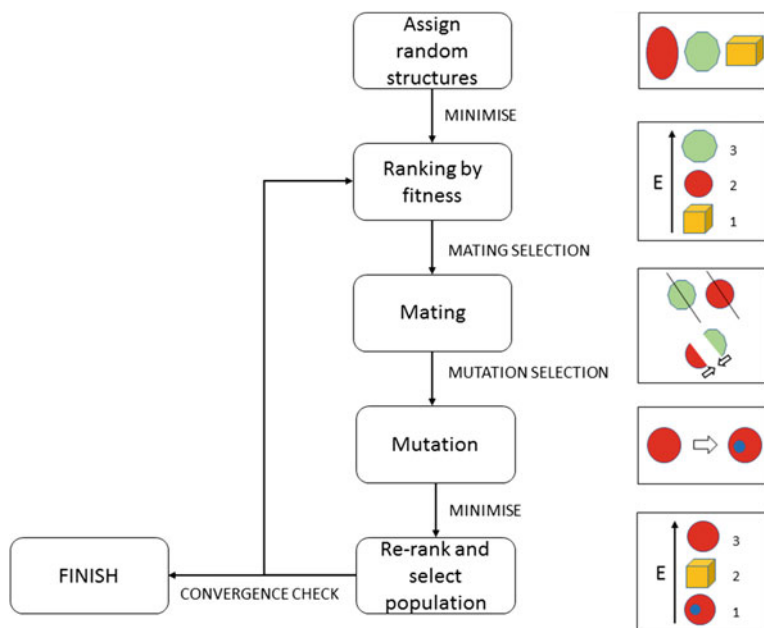 Assign
random
structures
MINIMISE
Ranking by
fitness
E
3
2
1
MATING SELECTION
Mating
MUTATION SELECTION
Mutation
MINIMISE
Re-rank and
select
population
E
3
2
1
CONVERGENCE CHECK
FINISH